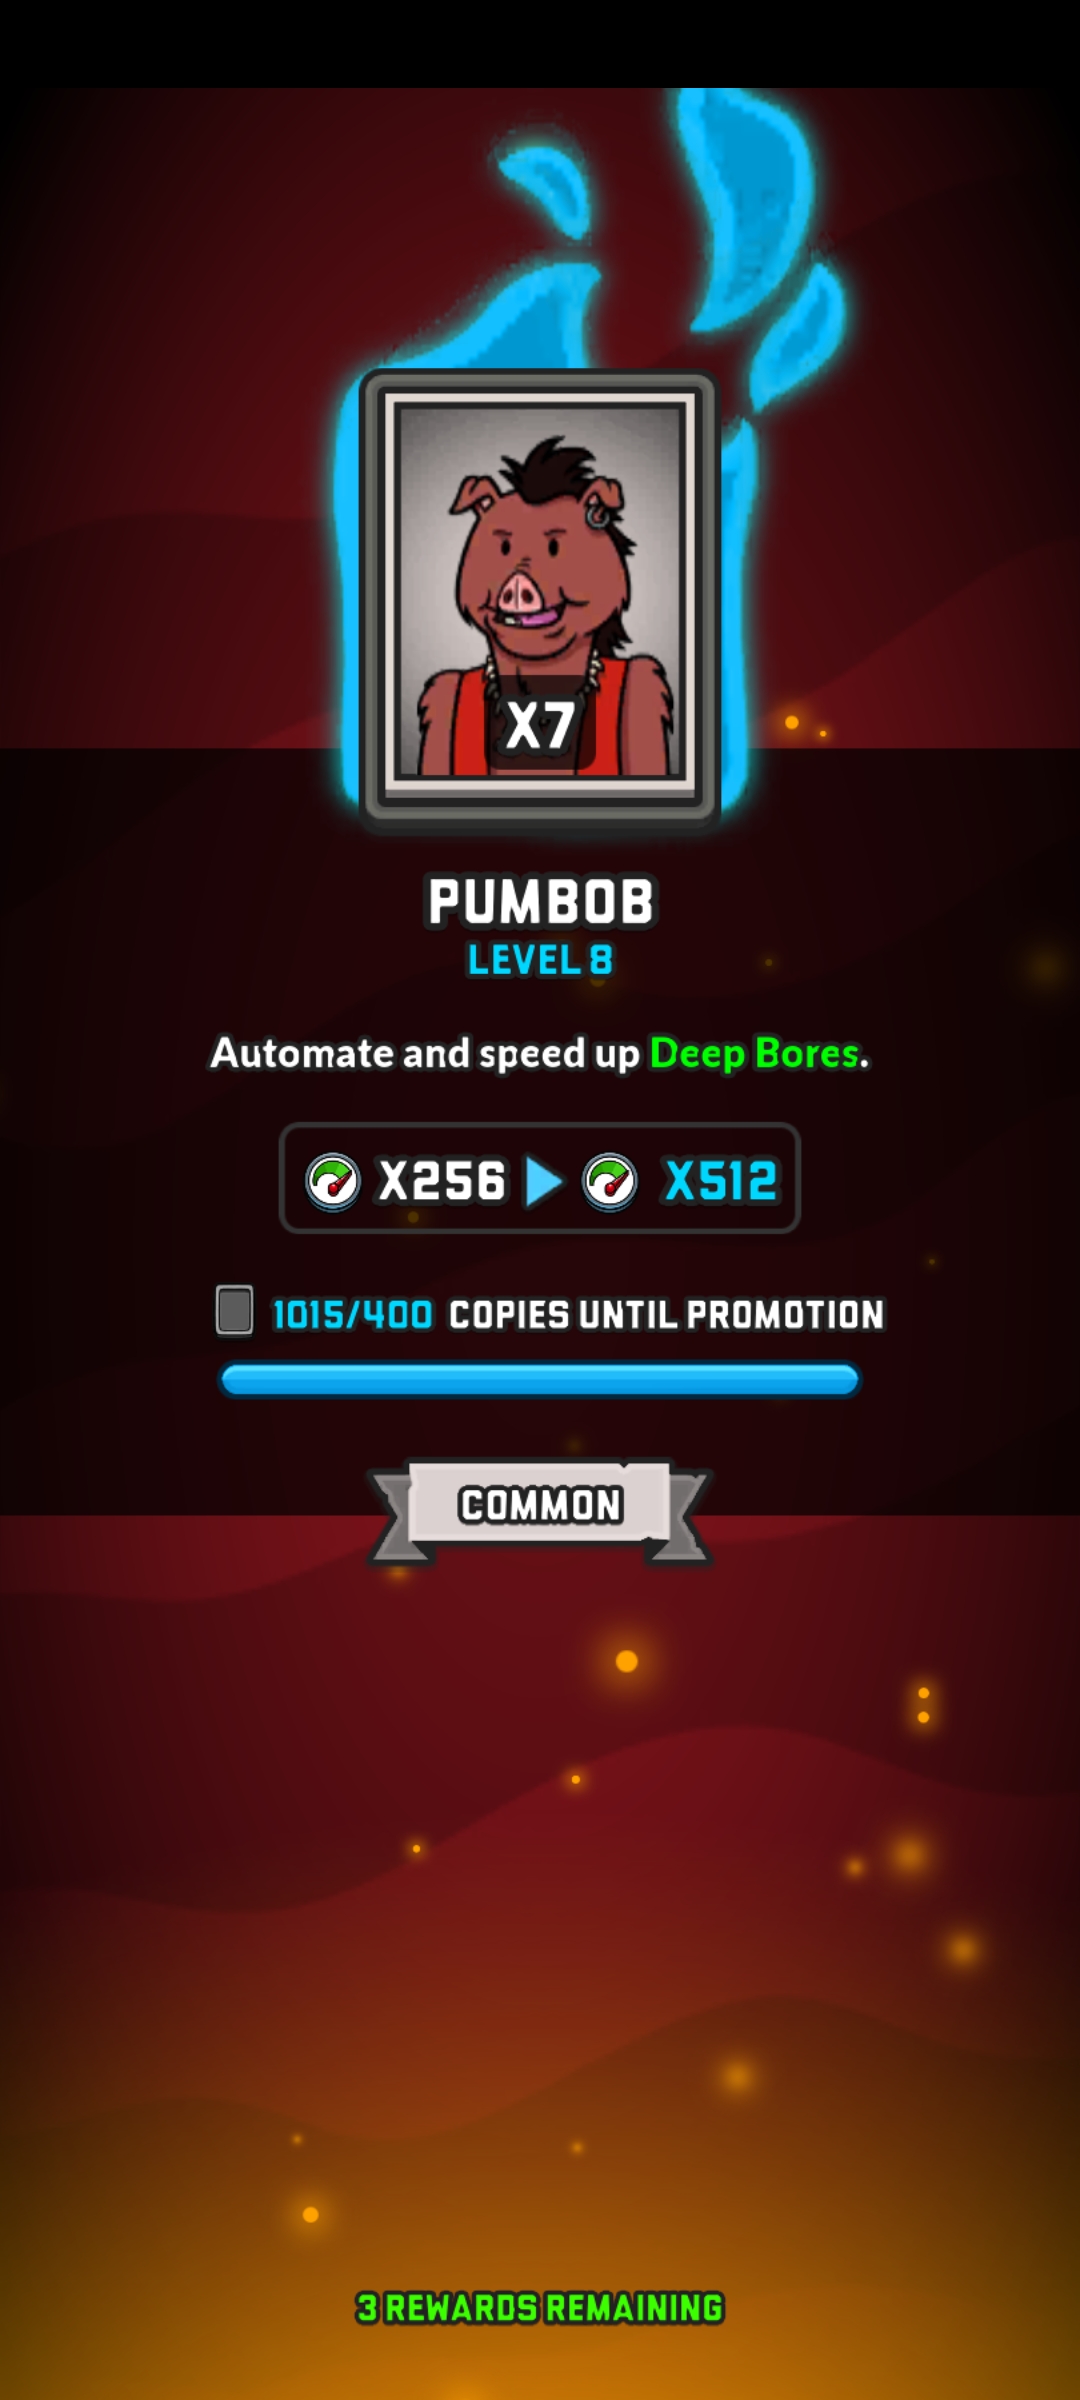 X7
PUMBOB
LEVEL 8
Automate and speed up Deep Bores.
X256 X512
1015/400 COPIES UNTIL PROMOTION
COMMON
3 REWARDS REMAINING